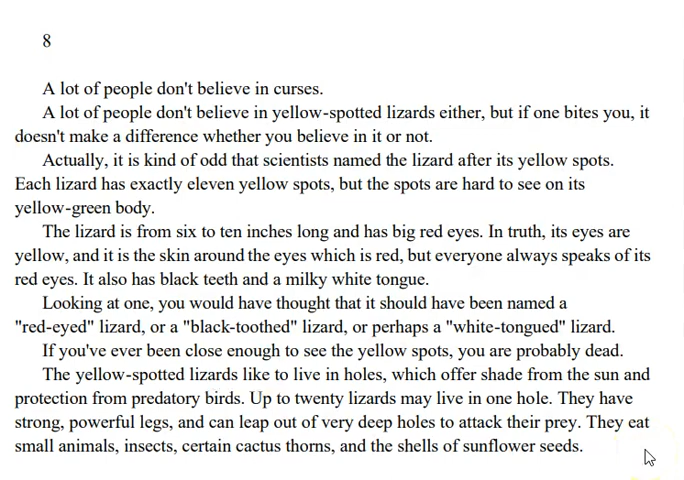 8
A lot of people don't believe in curses.
A lot of people don't believe in yellow-spotted lizards either, but if one bites you, it
doesn't make a difference whether you believe in it or not.
Actually, it is kind of odd that scientists named the lizard after its yellow spots.
Each lizard has exactly eleven yellow spots, but the spots are hard to see on its
yellow-green body.
The lizard is from six to ten inches long and has big red eyes. In truth, its eyes are
yellow, and it is the skin around the eyes which is red, but everyone always speaks of its
red eyes. It also has black teeth and a milky white tongue.
Looking at one, you would have thought that it should have been named a
"red-eyed" lizard, or a "black-toothed" lizard, or perhaps a "white-tongued" lizard.
If you've ever been close enough to see the yellow spots, you are probably dead.
The yellow-spotted lizards like to live in holes, which offer shade from the sun and
protection from predatory birds. Up to twenty lizards may live in one hole. They have
strong, powerful legs, and can leap out of very deep holes to attack their prey. They eat
small animals, insects, certain cactus thorns, and the shells of sunflower seeds.